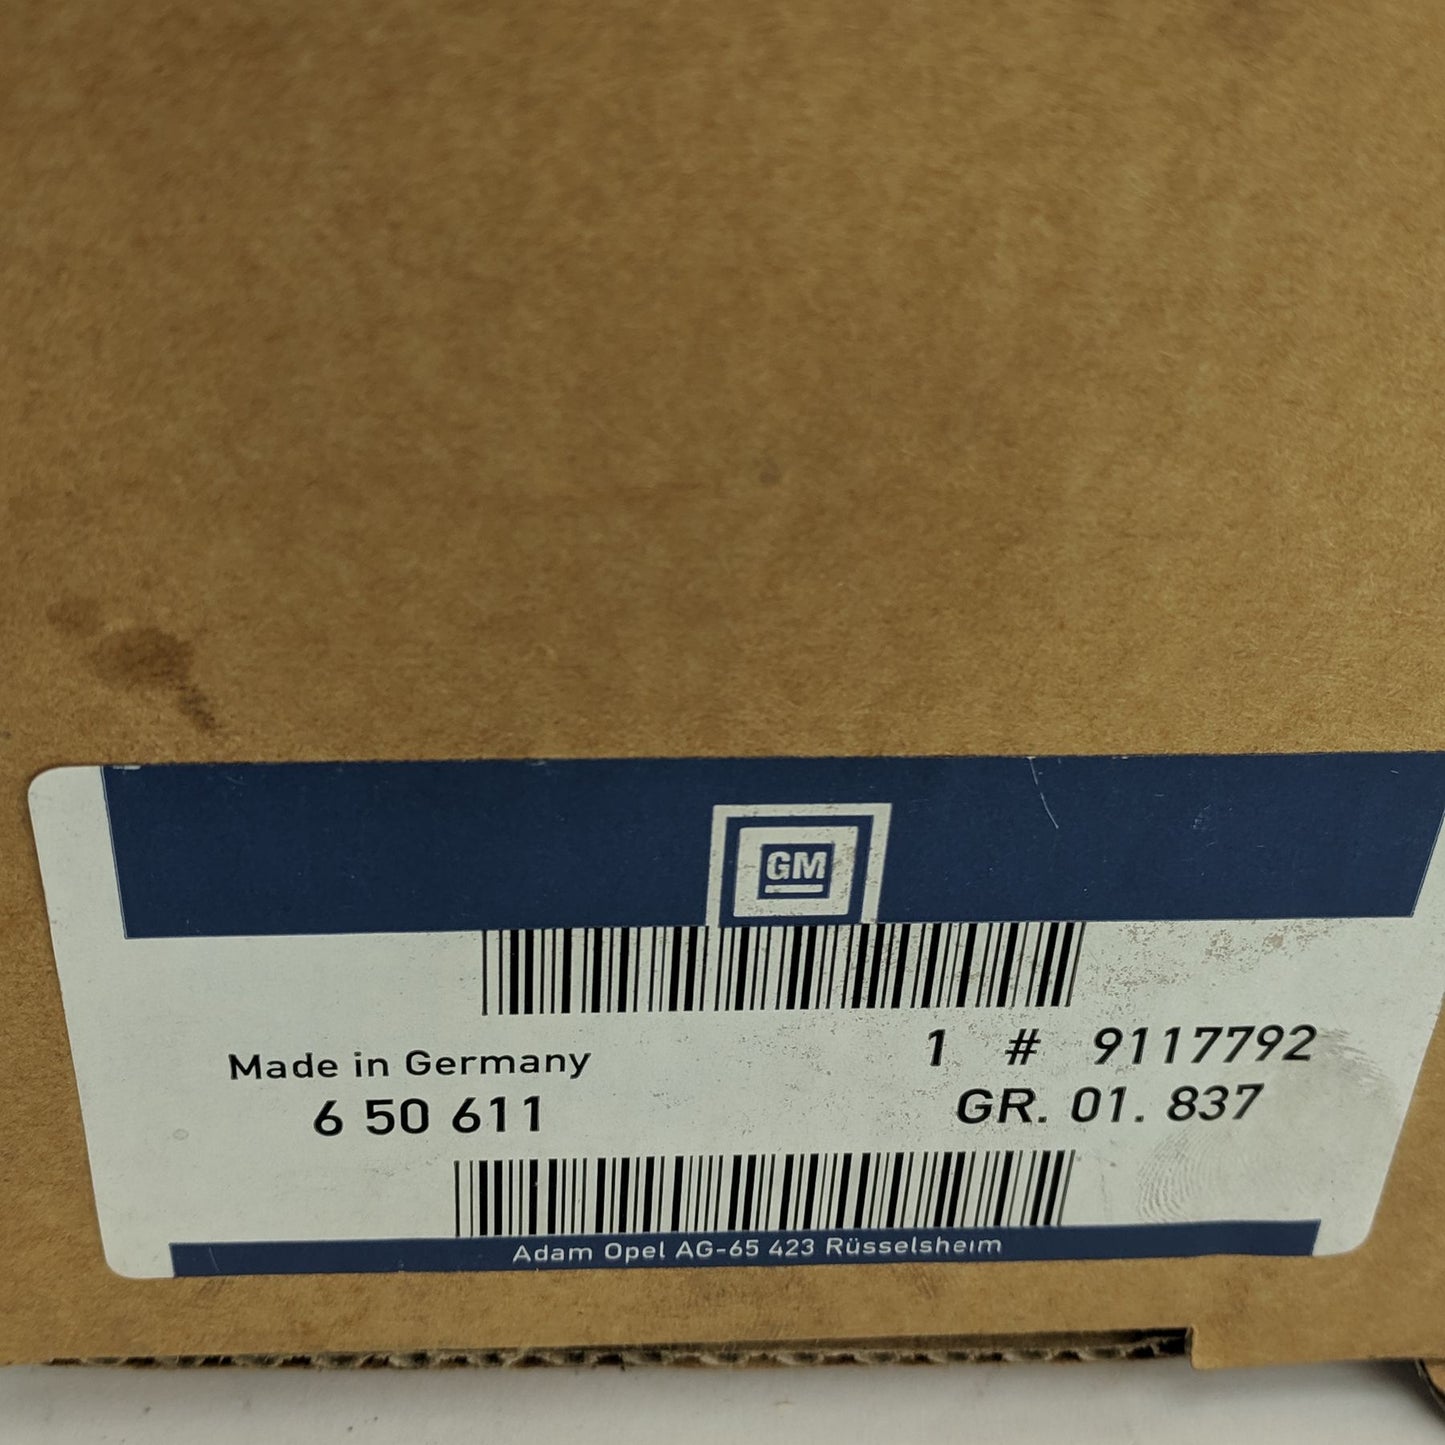 GM
Made in Germany
1 # 9117792
6 50 611
GR. 01. 837
Adam Opel AG-65 423 Rüsselsheim